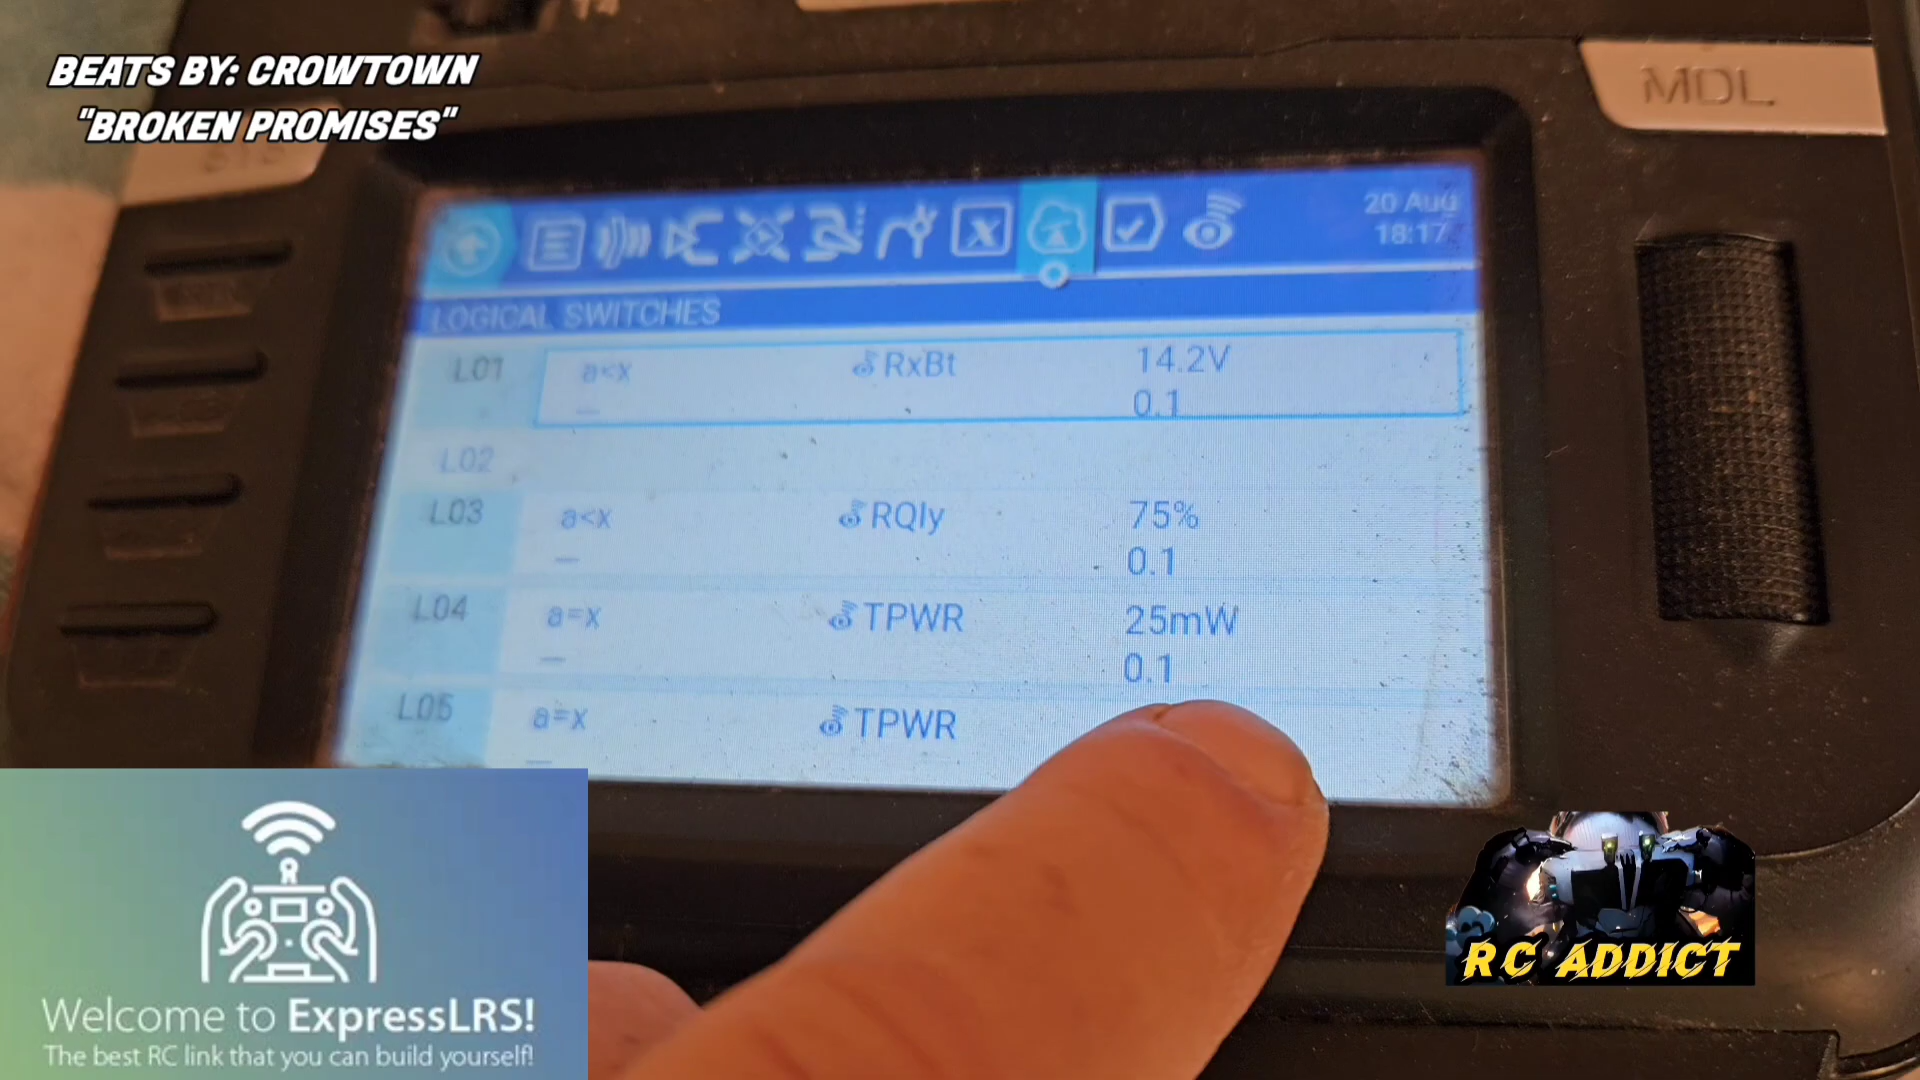 BEATS BY: CROWTOWN
"BROKEN PROMISES"
MDL
SYS
20 Aug
18:17
LOGICAL SWITCHES
L01 a<x RxBt 14.2V
— 0.1
L02
L03 a<x RQly 75%
— 0.1
L04 a=x TPWR 25mW
— 0.1
L05 a=x TPWR
—
Welcome to ExpressLRS!
The best RC link that you can build yourself!
RC ADDICT